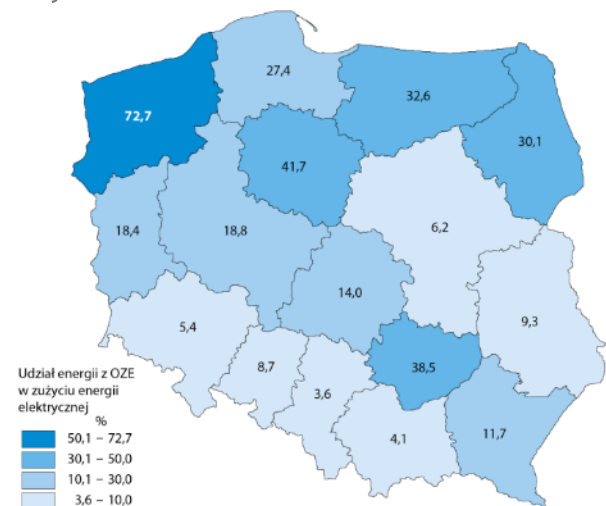 27,4
72,7
32,6
30,1
41,7
6,2
18,4
18,8
14,0
9,3
5,4
8,7
38,5
3,6
4,1
11,7
Udział energii z OZE
w zużyciu energii
elektrycznej
%
50,1 – 72,7
30,1 – 50,0
10,1 – 30,0
3,6 – 10,0